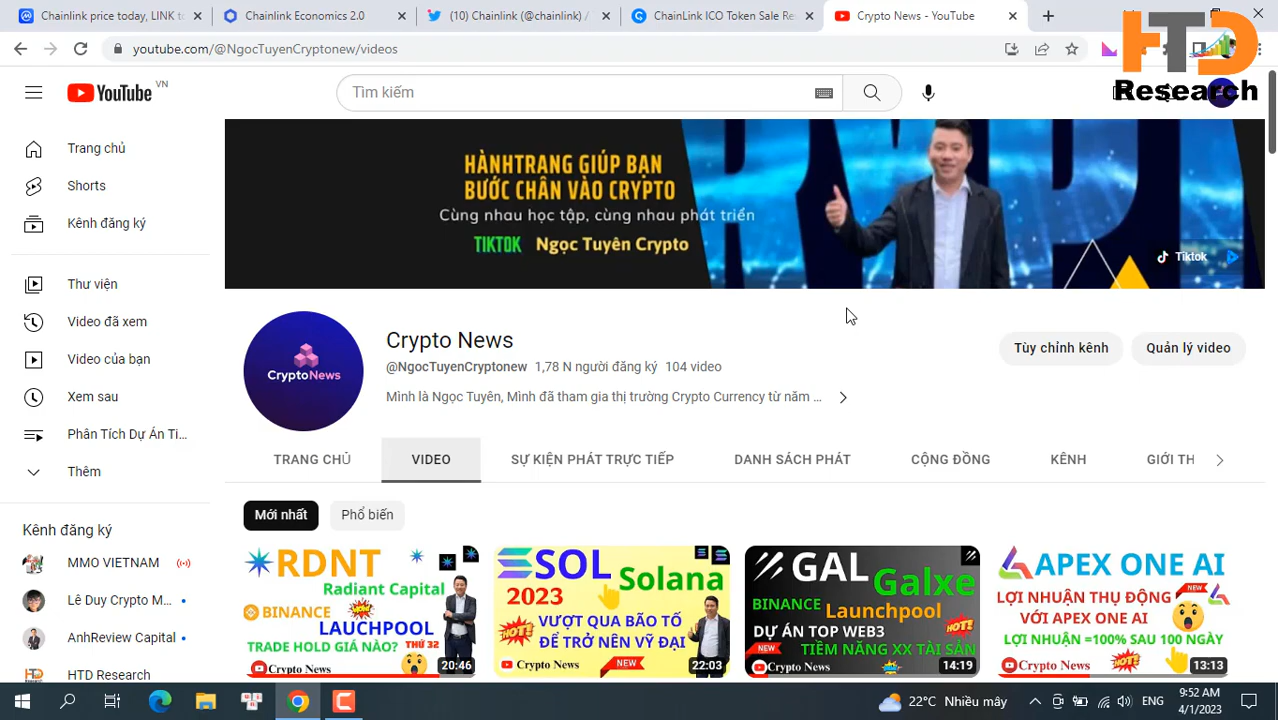 Chainlink price today, LINK to
Chainlink Economics 2.0
(10) Chainlink (@chainlink) /
ChainLink ICO Token Sale Re
Crypto News - YouTube
youtube.com/@NgocTuyenCryptonew/videos
HTD
Research
YouTube VN
Tìm kiếm
Trang chủ
Shorts
Kênh đăng ký
Thư viện
Video đã xem
Video của bạn
Xem sau
Phân Tích Dự Án Ti...
Thêm
Kênh đăng ký
MMO VIETNAM
Lê Duy Crypto M...
AnhReview Capital
HTD Research
HÀNHTRANG GIÚP BẠN
BƯỚC CHÂN VÀO CRYPTO
Cùng nhau học tập, cùng nhau phát triển
TIKTOK Ngọc Tuyên Crypto
Tiktok
CryptoNews
Crypto News
@NgocTuyenCryptonew 1,78 N người đăng ký 104 video
Mình là Ngọc Tuyên, Mình đã tham gia thị trường Crypto Currency từ năm ...
Tùy chỉnh kênh
Quản lý video
TRANG CHỦ
VIDEO
SỰ KIỆN PHÁT TRỰC TIẾP
DANH SÁCH PHÁT
CỘNG ĐỒNG
KÊNH
GIỚI TH
Mới nhất
Phổ biến
RDNT
Radiant Capital
BINANCE
LAUCHPOOL
TRADE HOLD GIÁ NÀO?
THỨ 32
Crypto News
20:46
SOL
Solana
2023
VƯỢT QUA BÃO TỐ
HOT!
ĐỂ TRỞ NÊN VĨ ĐẠI
Crypto News
NEW
22:03
GAL
Galxe
BINANCE
Launchpool
DỰ ÁN TOP WEB3
HOT!
NEW
TIỀM NĂNG XX TÀI SẢN
Crypto News
14:19
APEX ONE AI
NEW
LỢI NHUẬN THỤ ĐỘNG
VỚI APEX ONE AI
LỢI NHUẬN =100% SAU 100 NGÀY
Crypto News
HOT!
13:13
22°C Nhiều mây
ENG
9:52 AM
4/1/2023